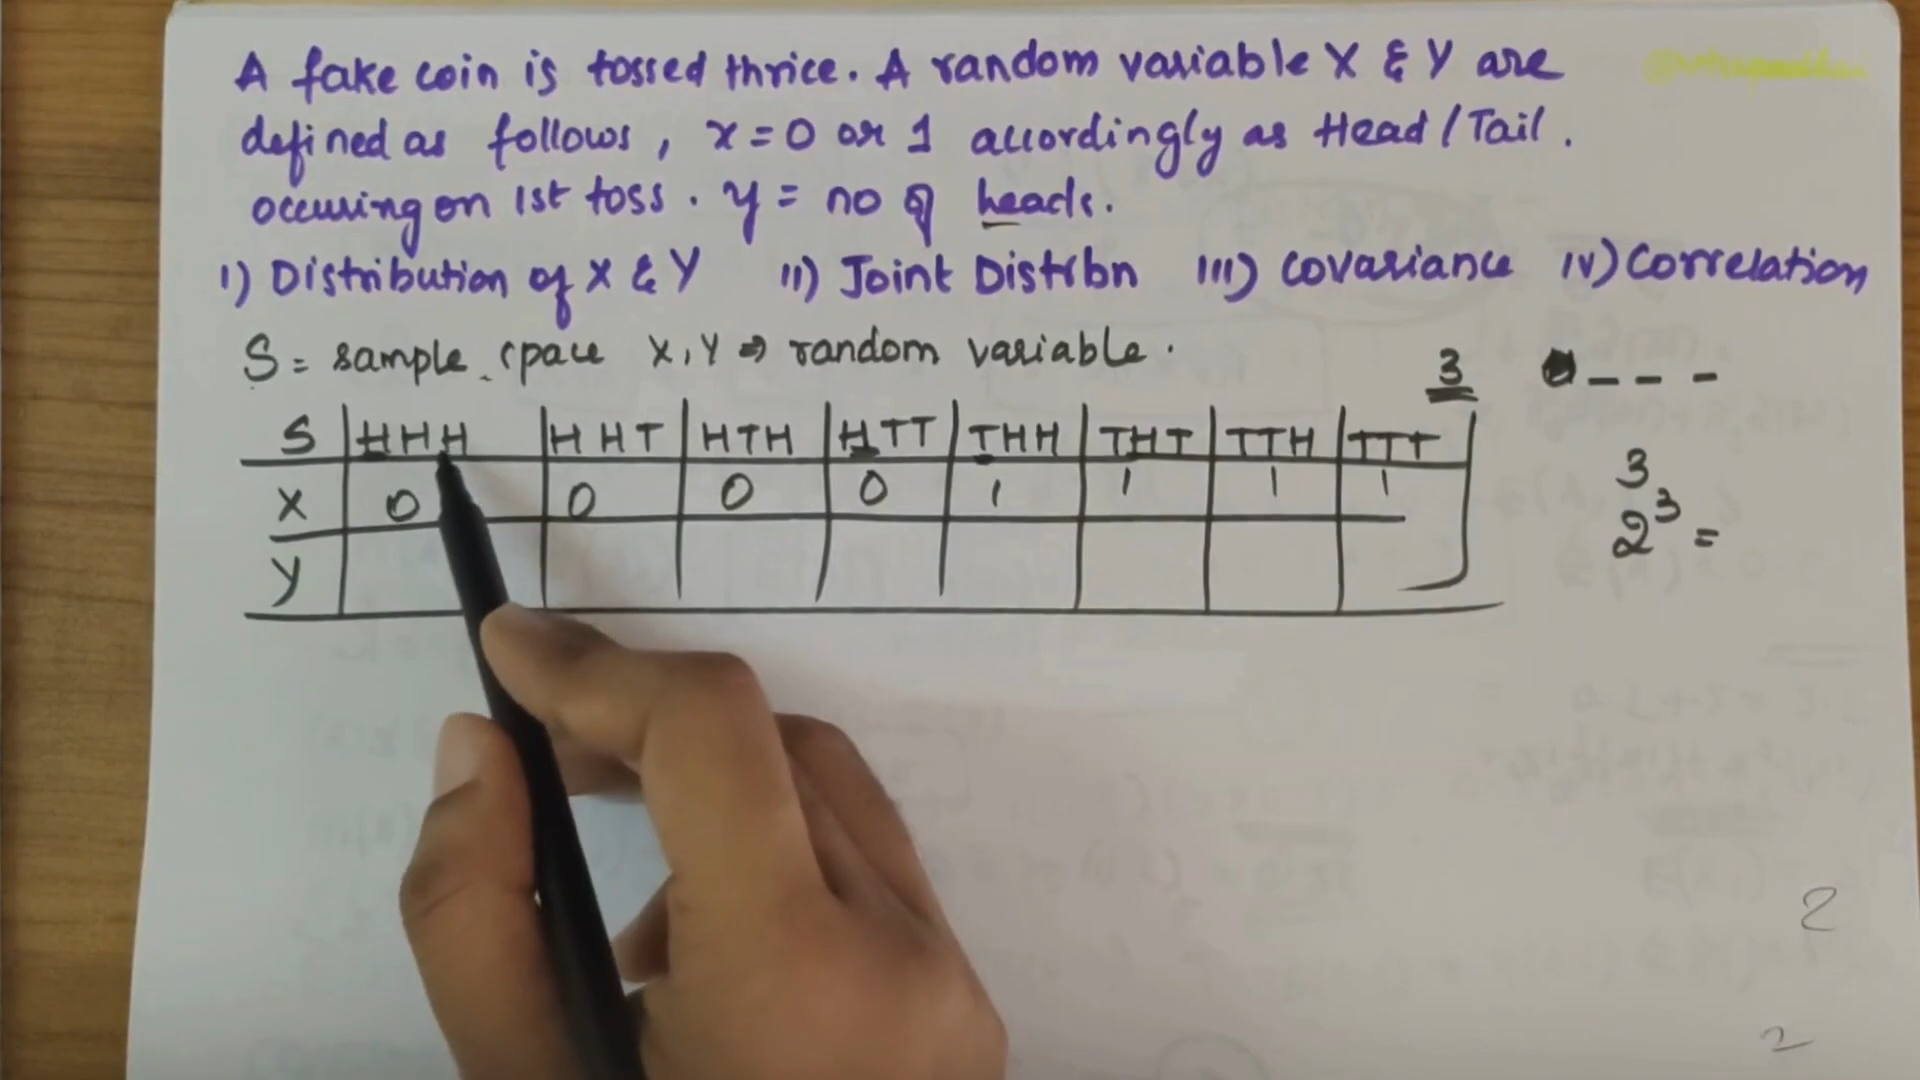 A fake coin is tossed thrice. A random variable X & Y are
defined as follows, x=0 or 1 accordingly as Head/Tail.
occuring on 1st toss. y = no of heads.
I) Distribution of X & Y II) Joint Distrbn III) Covariance IV) Correlation
S = sample space X, Y ⇒ random variable.
3 - - -
S HHH HHT HTH HTT THH THT TTH TTT
X 0 0 0 0 1 1 1 1
Y
3
2³ =
2
2